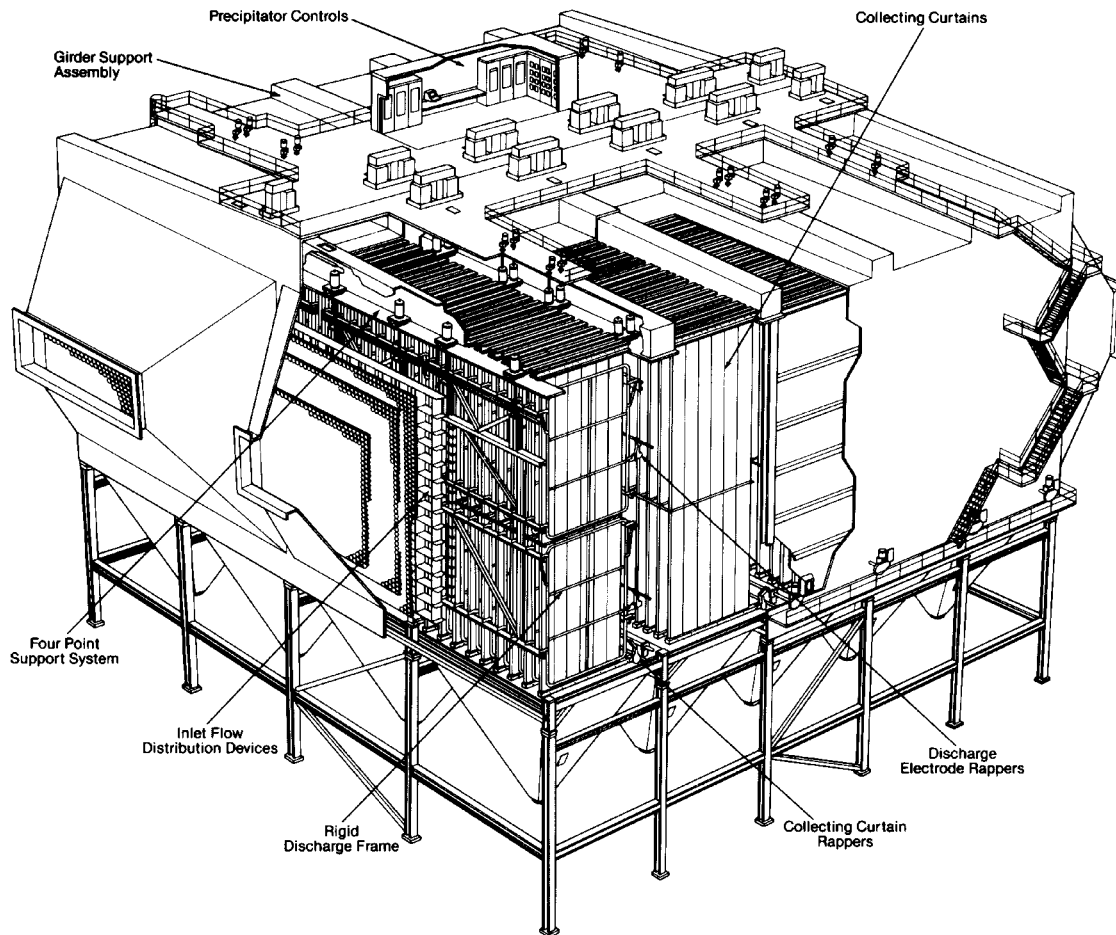 Precipitator Controls
Collecting Curtains
Girder Support
Assembly
Four Point
Support System
Inlet Flow
Distribution Devices
Rigid
Discharge Frame
Collecting Curtain
Rappers
Discharge
Electrode Rappers